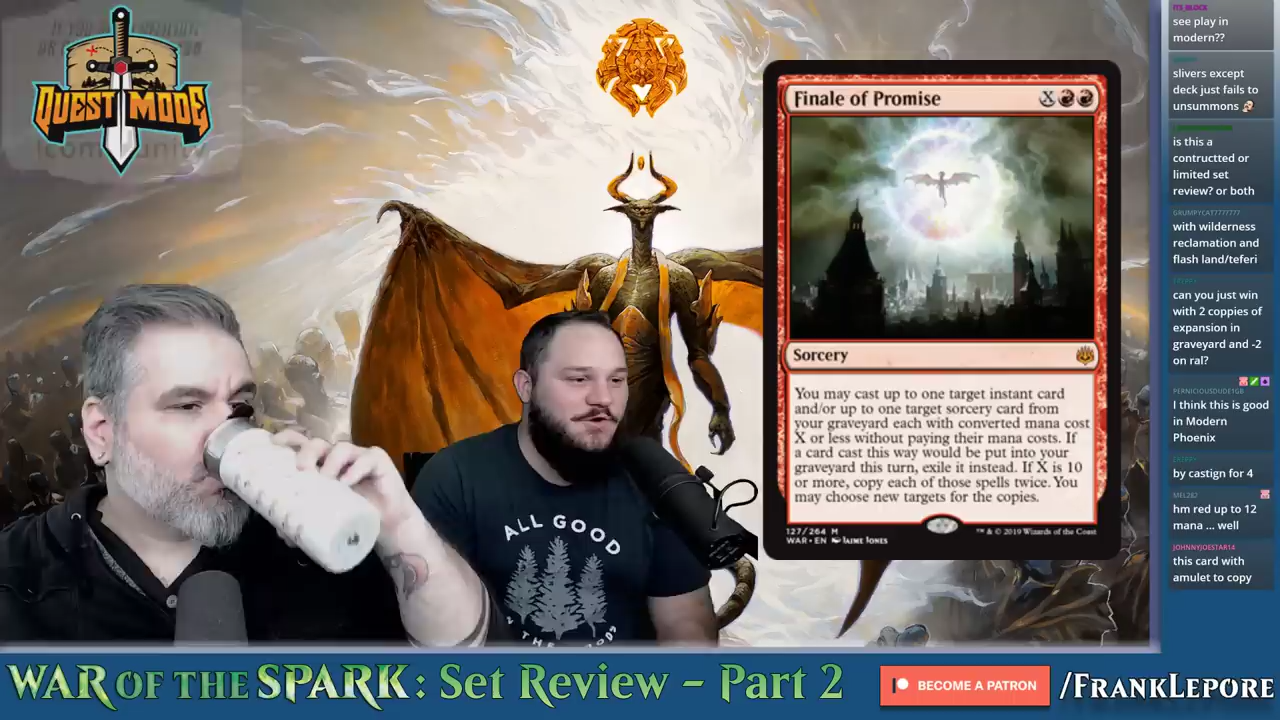 QUEST MODE
Finale of Promise
X
Sorcery
You may cast up to one target instant card
and/or up to one target sorcery card from
your graveyard each with converted mana cost
X or less without paying their mana costs. If
a card cast this way would be put into your
graveyard this turn, exile it instead. If X is 10
or more, copy each of those spells twice. You
may choose new targets for the copies.
127/264 M
WAR • EN JAIME JONES
™ & © 2019 Wizards of the Coast
ALL GOOD
THE
see play in
modern??
slivers except
deck just fails to
unsummons
is this a
contructted or
limited set
review? or both
GRUMPYCAT7777777
with wilderness
reclamation and
flash land/teferi
can you just win
with 2 coppies of
expansion in
graveyard and -2
on ral?
PERNICIOUSDUDE1GR
I think this is good
in Modern
Phoenix
by castign for 4
MEL287
hm red up to 12
mana ... well
JOHNNYJOESTAR14
this card with
amulet to copy
WAR OF THE SPARK: Set Review - Part 2
BECOME A PATRON
/FRANKLEPORE